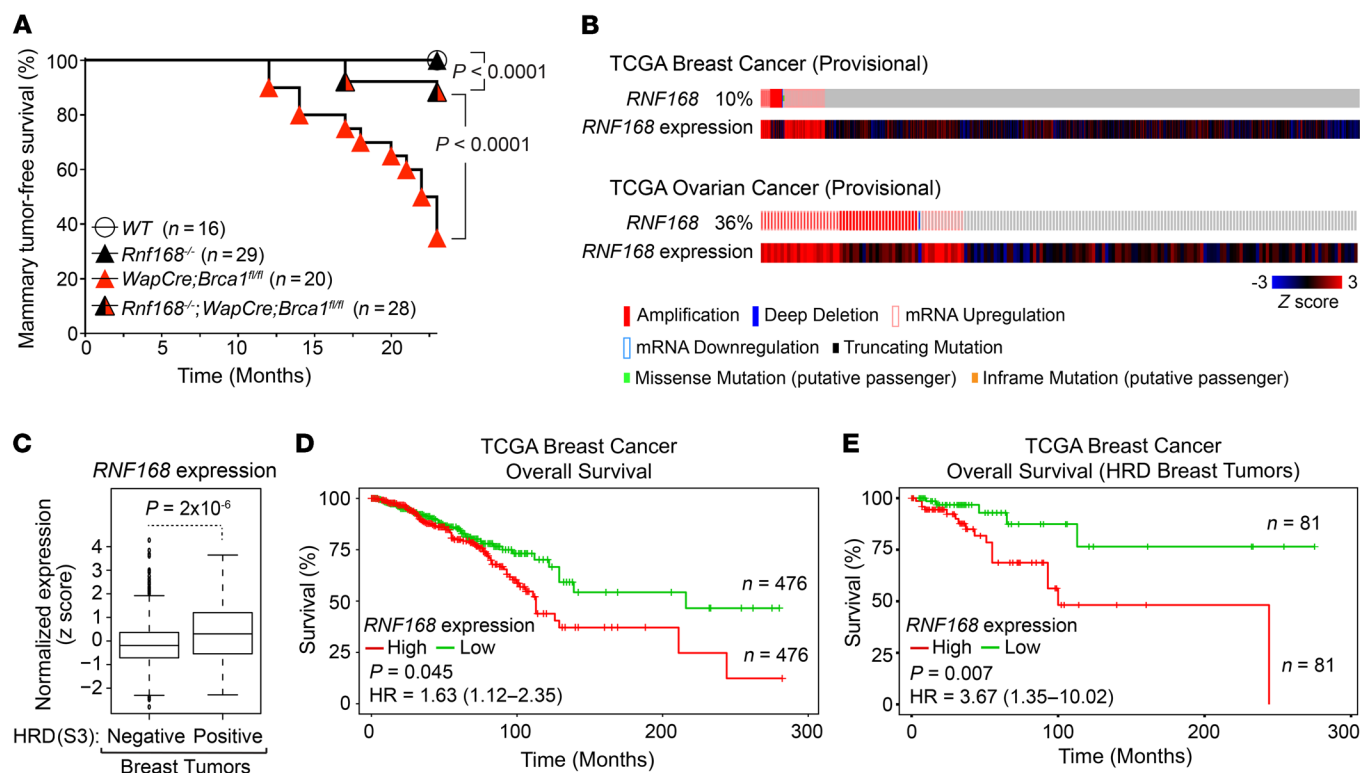 A
Mammary tumor-free survival (%)
100
80
60
40
20
0
0
5
10
15
20
Time (Months)
P < 0.0001
P < 0.0001
WT (n = 16)
Rnf168-/- (n = 29)
WapCre;Brca1fl/fl (n = 20)
Rnf168-/-;WapCre;Brca1fl/fl (n = 28)
B
TCGA Breast Cancer (Provisional)
RNF168 10%
RNF168 expression
TCGA Ovarian Cancer (Provisional)
RNF168 36%
RNF168 expression
-3 3
Z score
Amplification Deep Deletion mRNA Upregulation
mRNA Downregulation Truncating Mutation
Missense Mutation (putative passenger) Inframe Mutation (putative passenger)
C
RNF168 expression
P = 2x10-6
Normalized expression
(z score)
4
3
2
1
0
−1
−2
HRD(S3): Negative Positive
Breast Tumors
D
TCGA Breast Cancer
Overall Survival
Survival (%)
100
75
50
25
0
n = 476
n = 476
RNF168 expression
High Low
P = 0.045
HR = 1.63 (1.12–2.35)
0 100 200
Time (Months)
E
TCGA Breast Cancer
Overall Survival (HRD Breast Tumors)
Survival (%)
100
75
50
25
0
n = 81
n = 81
RNF168 expression
High Low
P = 0.007
HR = 3.67 (1.35–10.02)
0 100 200
Time (Months)